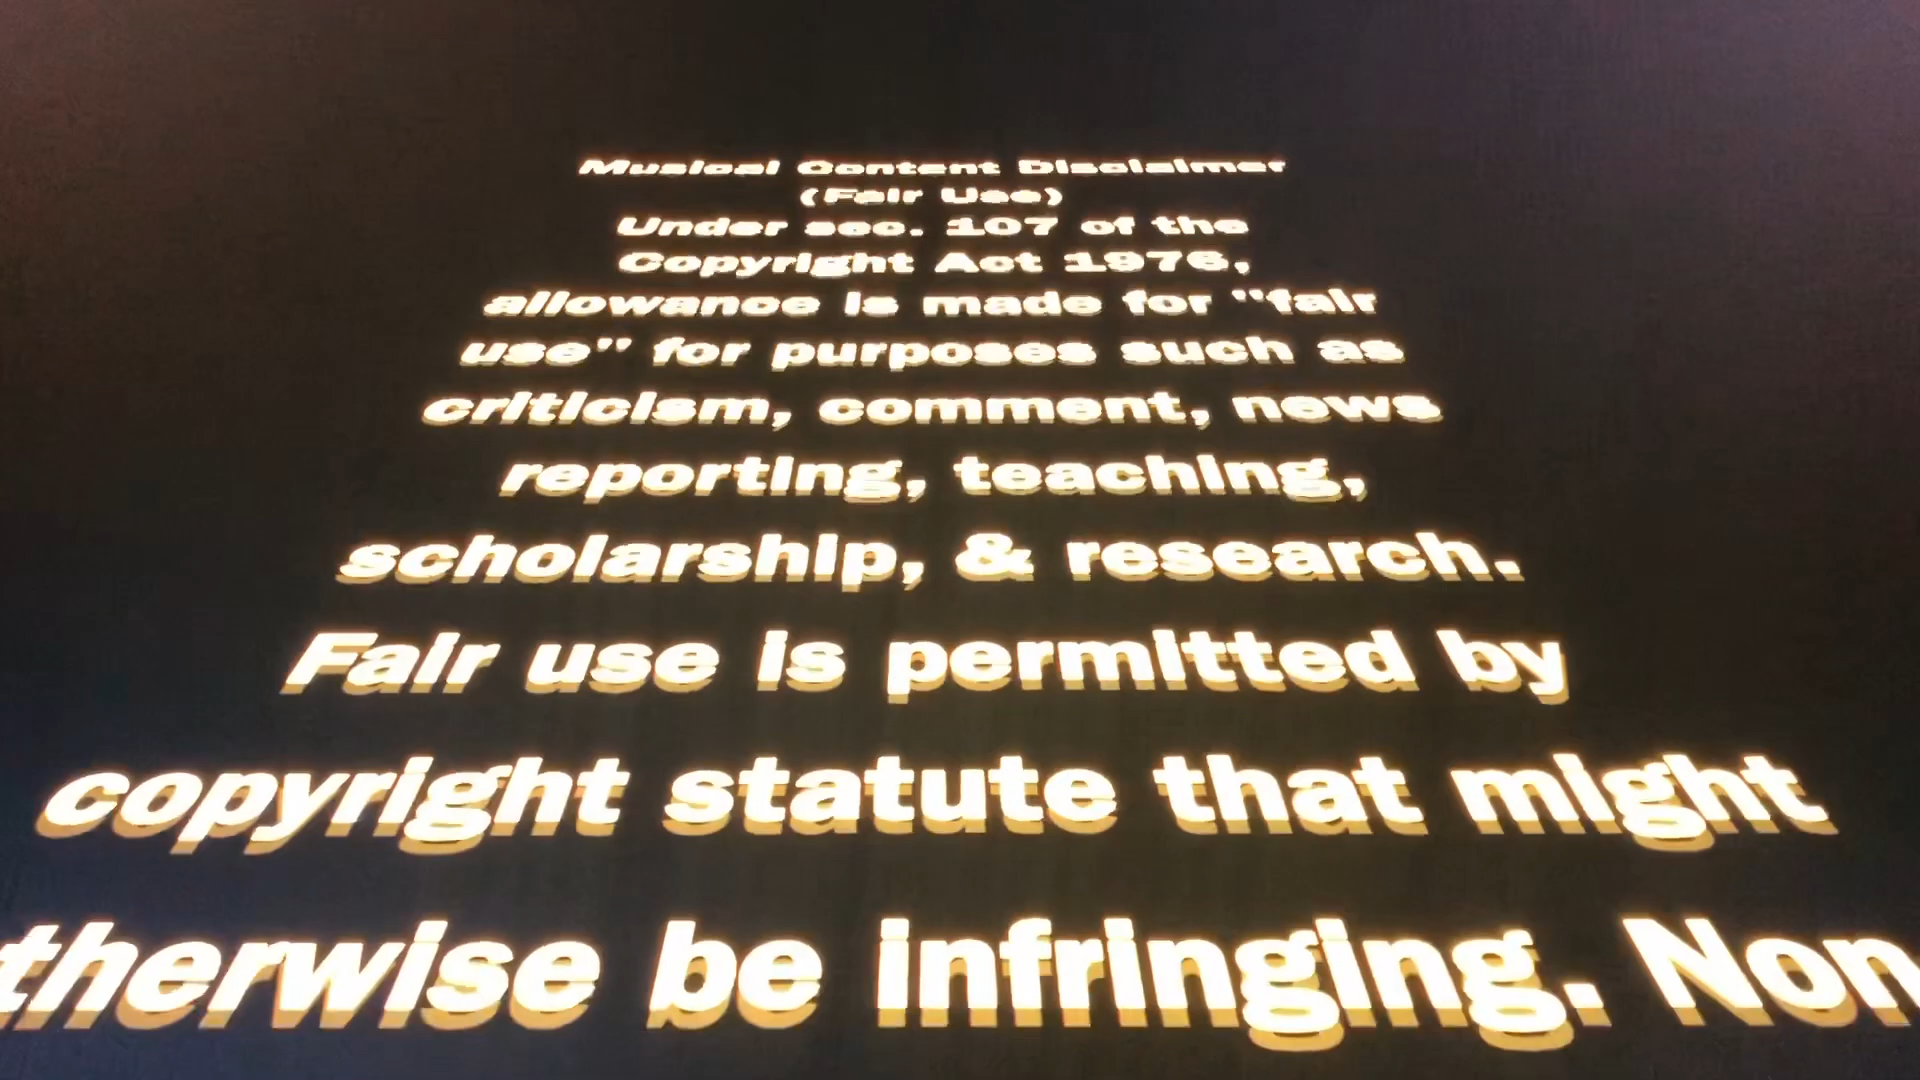 Musical Content Disclaimer
(Fair Use)
Under sec. 107 of the
Copyright Act 1976,
allowance is made for "fair
use" for purposes such as
criticism, comment, news
reporting, teaching,
scholarship, & research.
Fair use is permitted by
copyright statute that might
therwise be infringing. Non